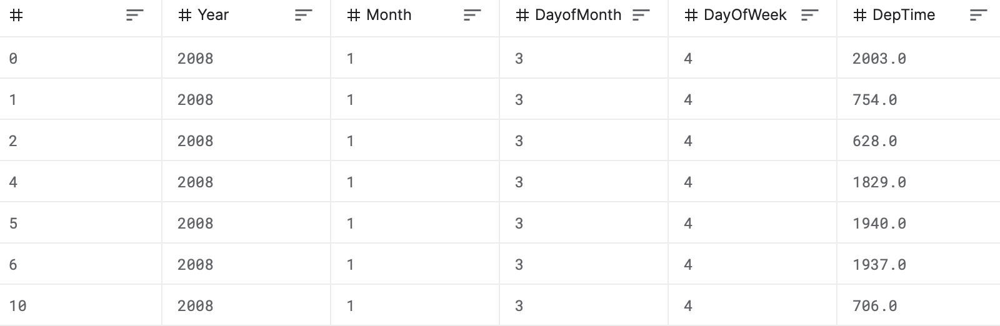 # # Year # Month # DayofMonth # DayOfWeek # DepTime
0 2008 1 3 4 2003.0
1 2008 1 3 4 754.0
2 2008 1 3 4 628.0
4 2008 1 3 4 1829.0
5 2008 1 3 4 1940.0
6 2008 1 3 4 1937.0
10 2008 1 3 4 706.0